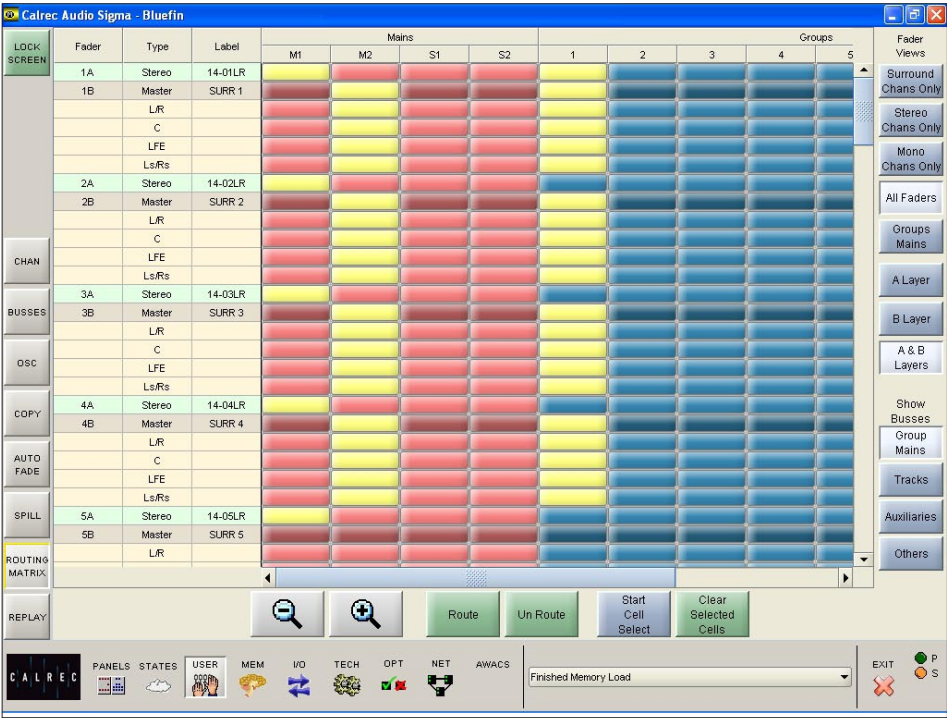 Calrec Audio Sigma - Bluefin
LOCK SCREEN
Fader Type Label
Mains
Groups
M1 M2 S1 S2 1 2 3 4 5
1A Stereo 14-01LR
1B Master SURR 1
L/R
C
LFE
Ls/Rs
2A Stereo 14-02LR
2B Master SURR 2
L/R
C
LFE
Ls/Rs
3A Stereo 14-03LR
3B Master SURR 3
L/R
C
LFE
Ls/Rs
4A Stereo 14-04LR
4B Master SURR 4
L/R
C
LFE
Ls/Rs
5A Stereo 14-05LR
5B Master SURR 5
L/R
CHAN
BUSSES
OSC
COPY
AUTO FADE
SPILL
ROUTING MATRIX
REPLAY
Fader Views
Surround Chans Only
Stereo Chans Only
Mono Chans Only
All Faders
Groups Mains
A Layer
B Layer
A & B Layers
Show Busses
Group Mains
Tracks
Auxiliaries
Others
Route
Un Route
Start Cell Select
Clear Selected Cells
CALREC
PANELS STATES USER MEM I/O TECH OPT NET AWACS
Finished Memory Load
EXIT
P
S